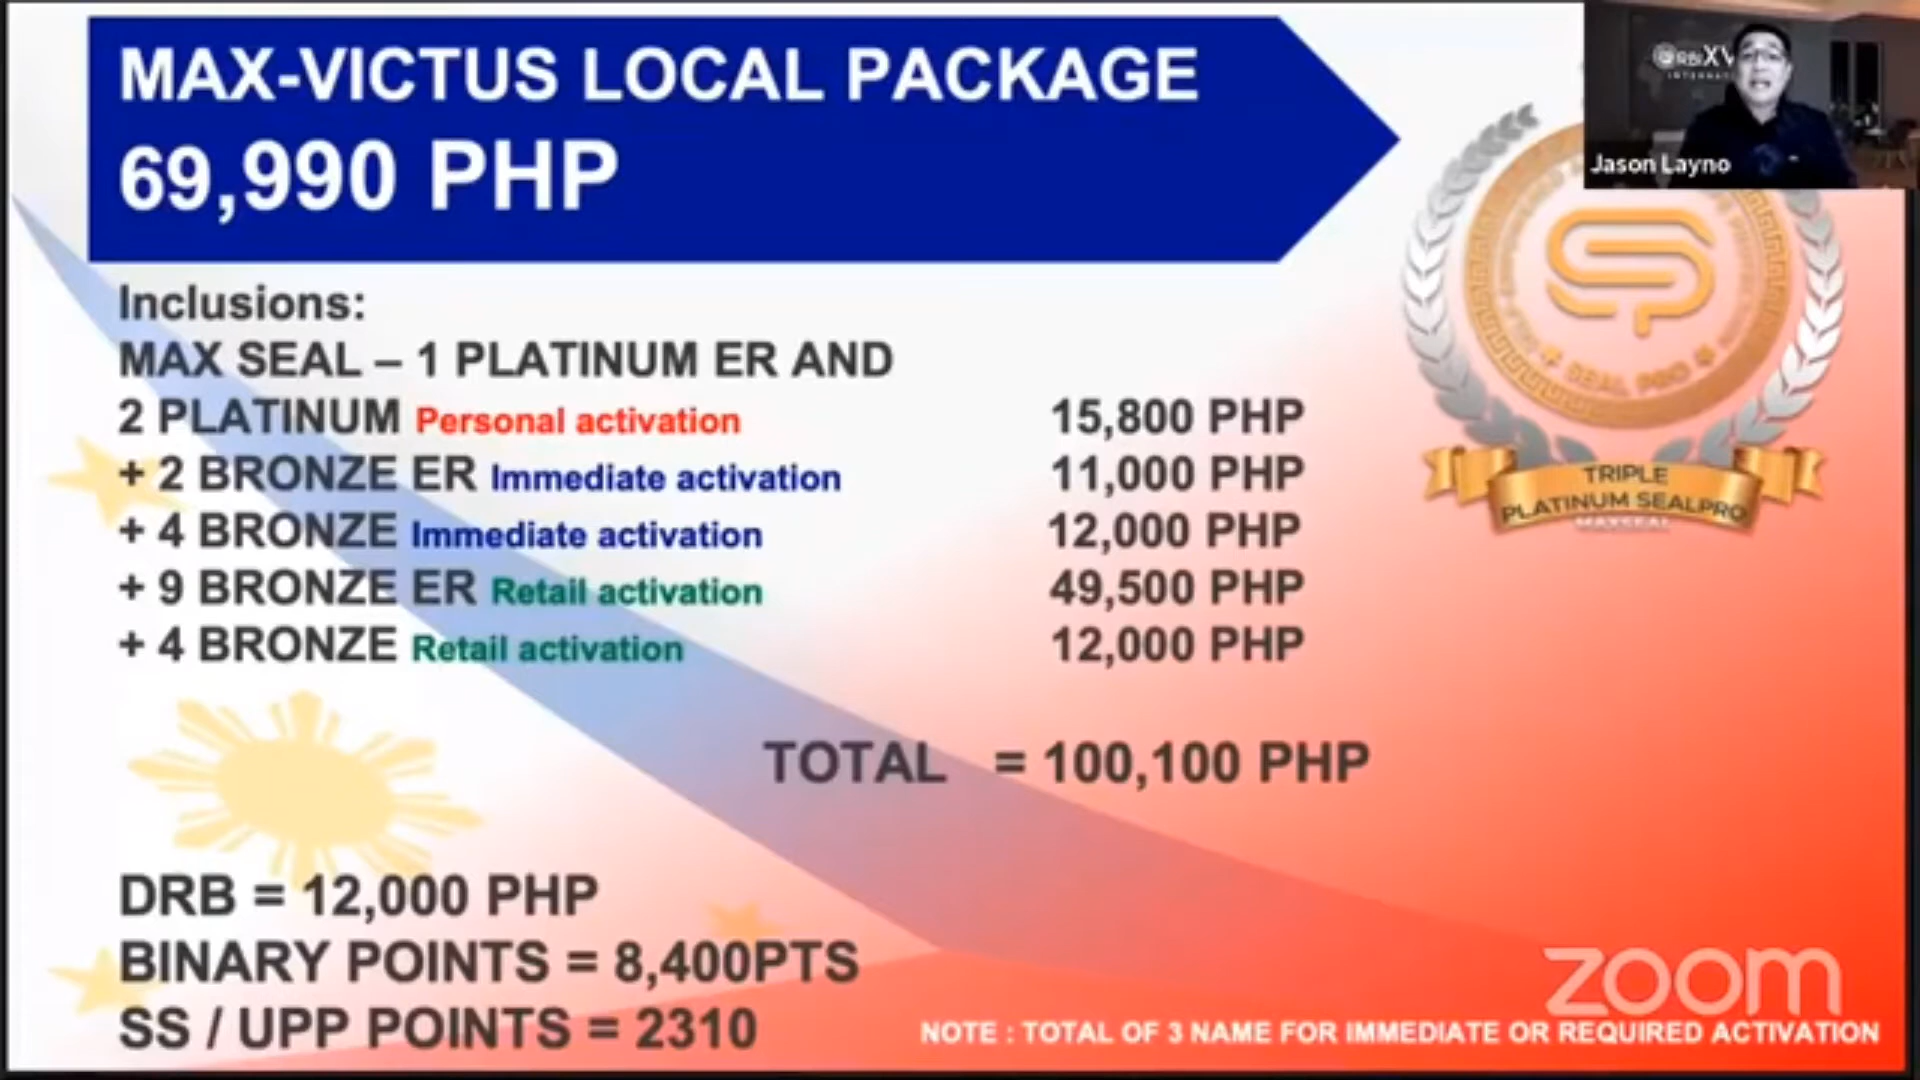 MAX-VICTUS LOCAL PACKAGE
69,990 PHP
Jason Layno
Inclusions:
MAX SEAL – 1 PLATINUM ER AND
2 PLATINUM Personal activation 15,800 PHP
+ 2 BRONZE ER Immediate activation 11,000 PHP
+ 4 BRONZE Immediate activation 12,000 PHP
+ 9 BRONZE ER Retail activation 49,500 PHP
+ 4 BRONZE Retail activation 12,000 PHP
TOTAL = 100,100 PHP
SEAL PRO
TRIPLE
PLATINUM SEALPRO
DRB = 12,000 PHP
BINARY POINTS = 8,400PTS
SS / UPP POINTS = 2310
zoom
NOTE : TOTAL OF 3 NAME FOR IMMEDIATE OR REQUIRED ACTIVATION